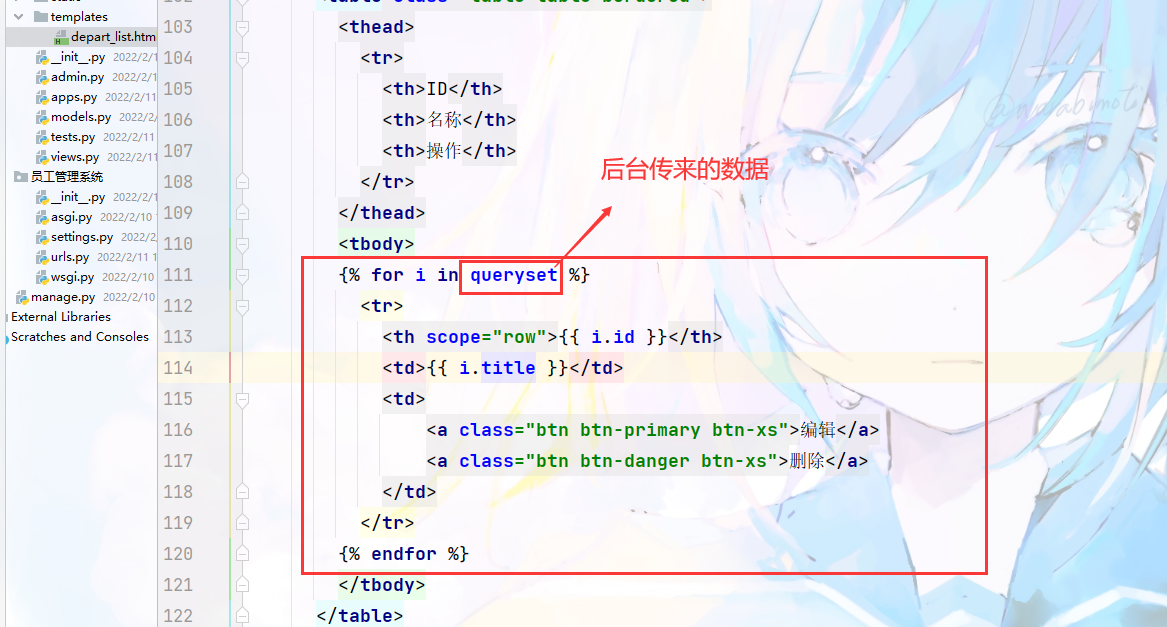 templates
depart_list.htm
__init__.py 2022/2/1
admin.py 2022/2/1
apps.py 2022/2/11
models.py 2022/2/
tests.py 2022/2/11
views.py 2022/2/11
员工管理系统
__init__.py 2022/2/1
asgi.py 2022/2/10
settings.py 2022/2/
urls.py 2022/2/11 1
wsgi.py 2022/2/10
manage.py 2022/2/10
External Libraries
Scratches and Consoles
103 <thead>
104 <tr>
105 <th>ID</th>
106 <th>名称</th>
107 <th>操作</th>
108 </tr>
109 </thead>
110 <tbody>
后台传来的数据
111 {% for i in queryset %}
112 <tr>
113 <th scope="row">{{ i.id }}</th>
114 <td>{{ i.title }}</td>
115 <td>
116 <a class="btn btn-primary btn-xs">编辑</a>
117 <a class="btn btn-danger btn-xs">删除</a>
118 </td>
119 </tr>
120 {% endfor %}
121 </tbody>
122 </table>